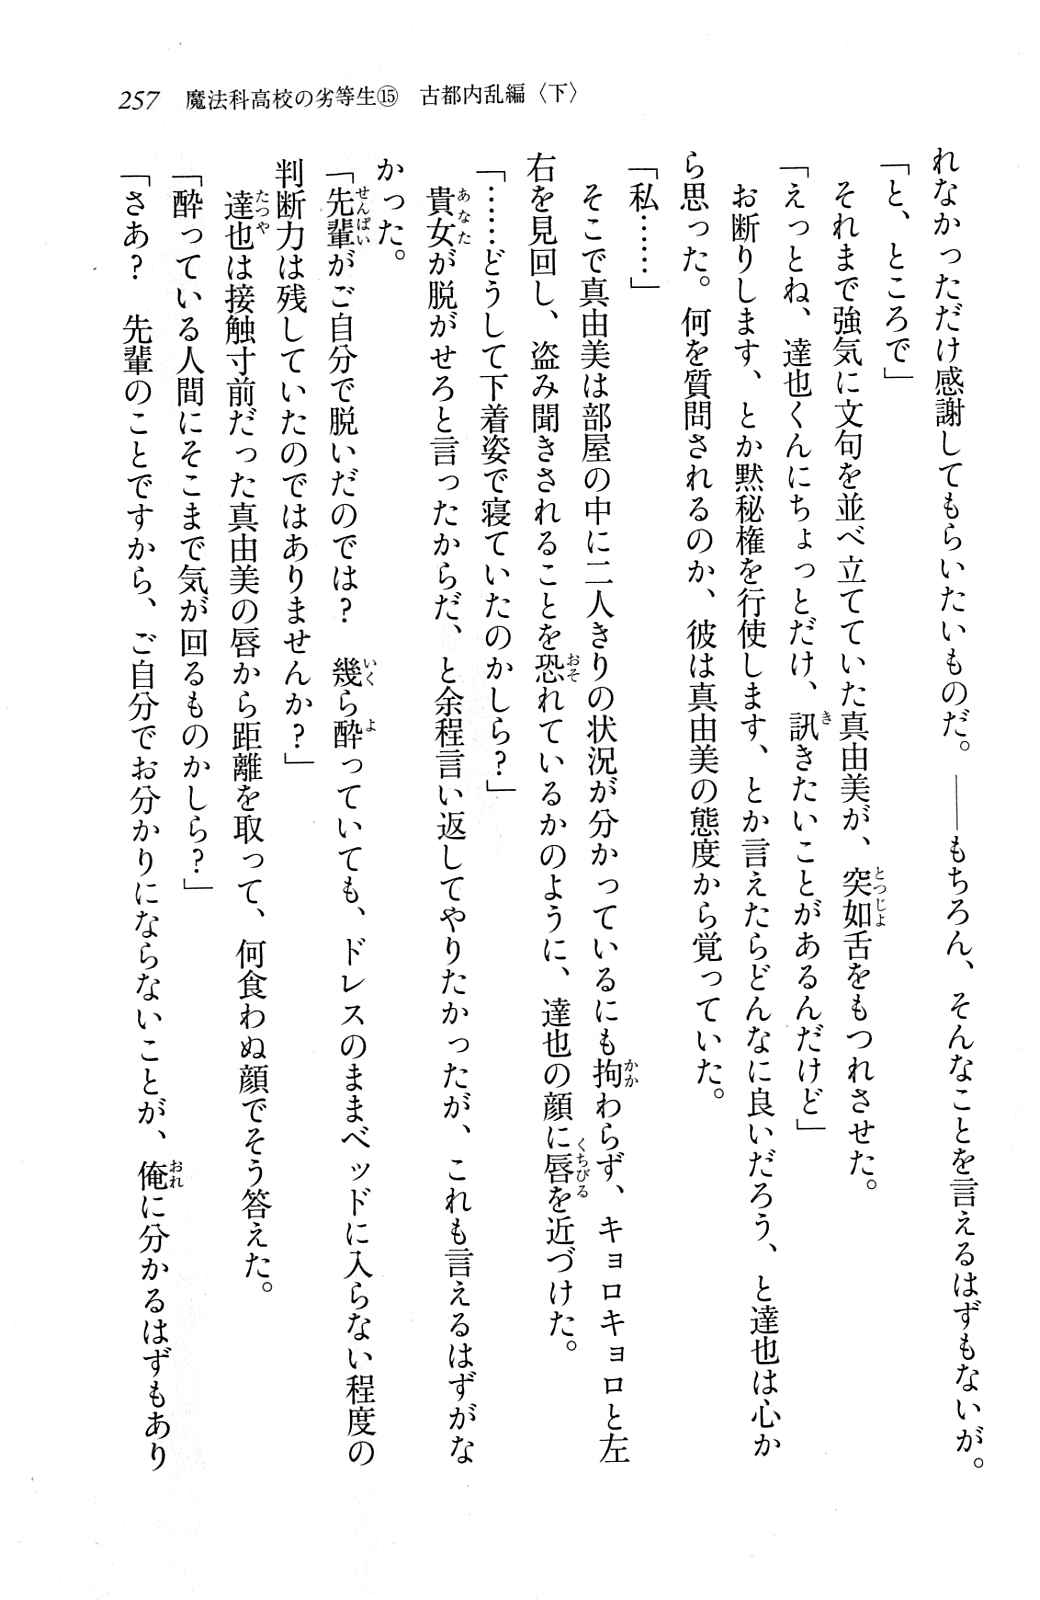 257　魔法科高校の劣等生⑮　古都内乱編〈下〉
れなかっただけ感謝してもらいたいものだ。――もちろん、そんなことを言えるはずもないが。
「と、ところで」
　それまで強気に文句を並べ立てていた真由美が、突如舌をもつれさせた。
「えっとね、達也くんにちょっとだけ、訊きたいことがあるんだけど」
　お断りします、とか黙秘権を行使します、とか言えたらどんなに良いだろう、と達也は心か
ら思った。何を質問されるのか、彼は真由美の態度から覚っていた。
「私……」
　そこで真由美は部屋の中に二人きりの状況が分かっているにも拘わらず、キョロキョロと左
右を見回し、盗み聞きされることを恐れているかのように、達也の顔に唇を近づけた。
「……どうして下着姿で寝ていたのかしら？」
　貴女が脱がせろと言ったからだ、と余程言い返してやりたかったが、これも言えるはずがな
かった。
「先輩がご自分で脱いだのでは？　幾ら酔っていても、ドレスのままベッドに入らない程度の
判断力は残していたのではありませんか？」
　達也は接触寸前だった真由美の唇から距離を取って、何食わぬ顔でそう答えた。
「酔っている人間にそこまで気が回るものかしら？」
「さあ？　先輩のことですから、ご自分でお分かりにならないことが、俺に分かるはずもあり